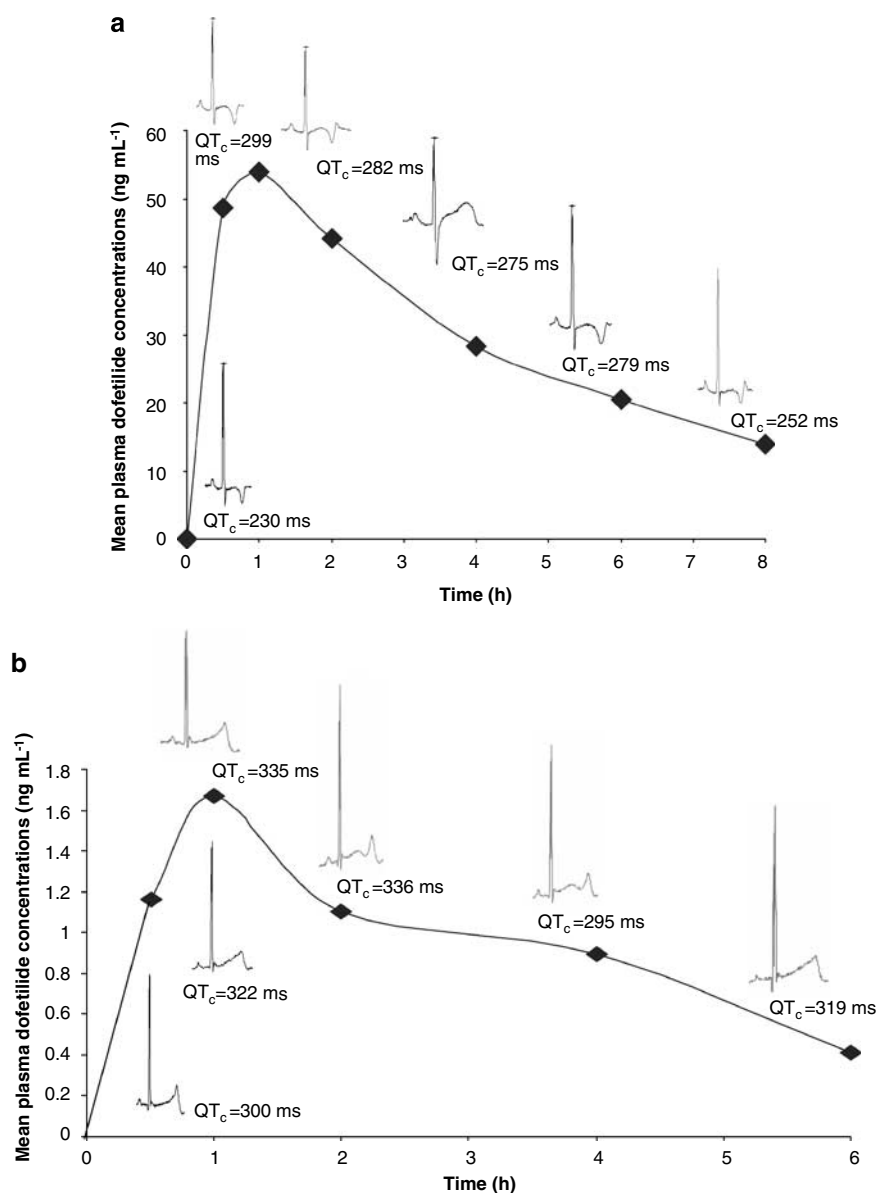 a
Mean plasma dofetilide concentrations (ng mL-1)
60
50
40
30
20
10
0
QTc=299
ms
QTc=282 ms
QTc=275 ms
QTc=279 ms
QTc=252 ms
QTc=230 ms
0 1 2 3 4 5 6 7 8
Time (h)
b
Mean plasma dofetilide concentrations (ng mL-1)
1.8
1.6
1.4
1.2
1
0.8
0.6
0.4
0.2
0
QTc=335 ms
QTc=336 ms
QTc=295 ms
QTc=322 ms
QTc=319 ms
QTc=300 ms
0 1 2 3 4 5 6
Time (h)